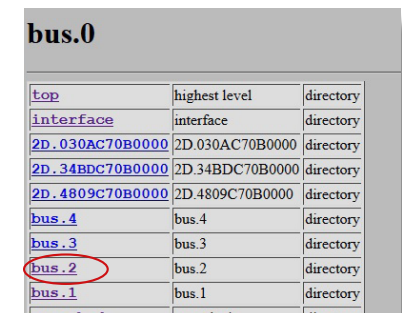 bus.0
top highest level directory
interface interface directory
2D.030AC70B0000 2D.030AC70B0000 directory
2D.34BDC70B0000 2D.34BDC70B0000 directory
2D.4809C70B0000 2D.4809C70B0000 directory
bus.4 bus.4 directory
bus.3 bus.3 directory
bus.2 bus.2 directory
bus.1 bus.1 directory